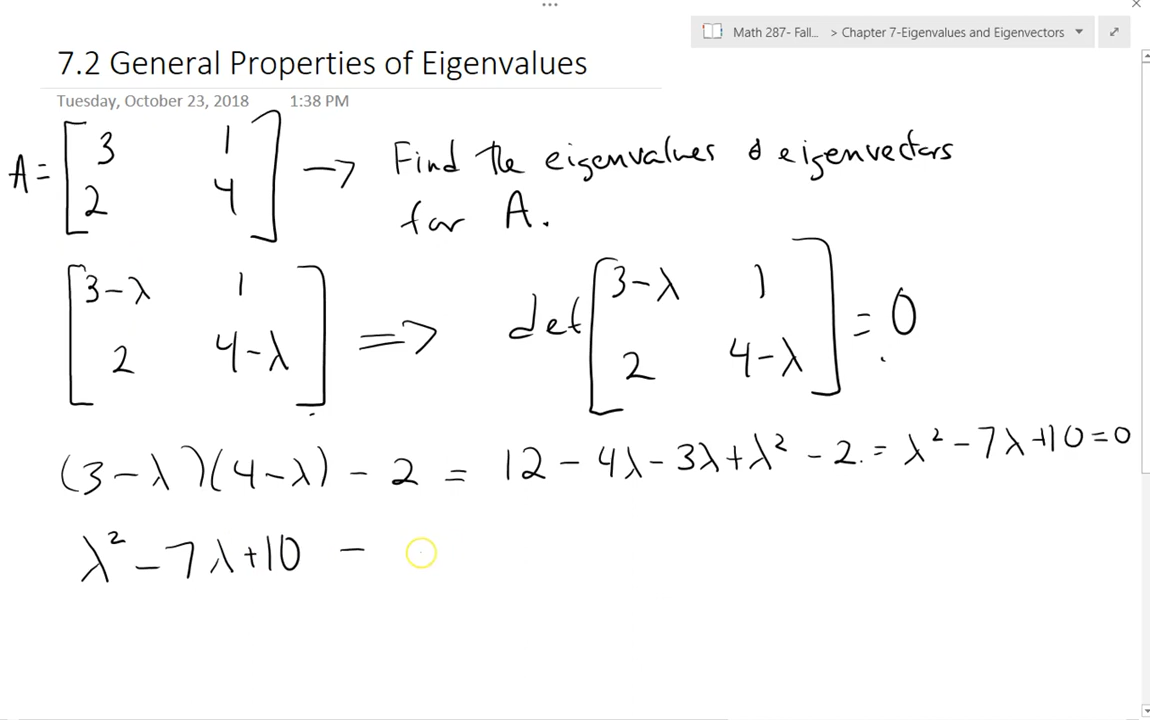 Math 287- Fall... > Chapter 7-Eigenvalues and Eigenvectors
7.2 General Properties of Eigenvalues
Tuesday, October 23, 2018 1:38 PM
A = [ 3 1 → Find the eigenvalues & eigenvectors
2 4 ] for A.
[ 3-λ 1 ⇒ det [ 3-λ 1 = 0
2 4-λ ] 2 4-λ ]
(3-λ)(4-λ) - 2 = 12 - 4λ - 3λ + λ² - 2. = λ² - 7λ + 10 = 0
λ² - 7λ + 10 -